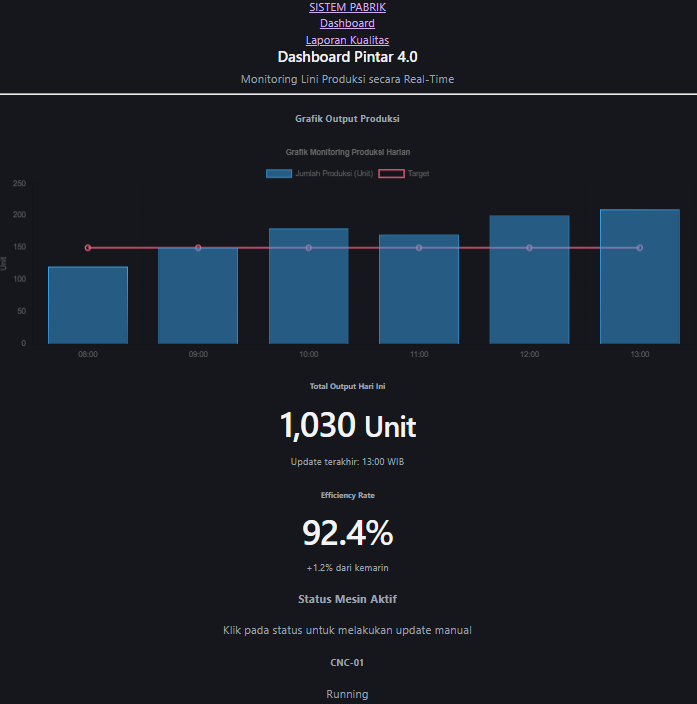 SISTEM PABRIK
Dashboard
Laporan Kualitas
Dashboard Pintar 4.0
Monitoring Lini Produksi secara Real-Time
Grafik Output Produksi
Grafik Monitoring Produksi Harian
Jumlah Produksi (Unit) Target
250
200
150
100
50
0
Unit
08:00 09:00 10:00 11:00 12:00 13:00
Total Output Hari Ini
1,030 Unit
Update terakhir: 13:00 WIB
Efficiency Rate
92.4%
+1.2% dari kemarin
Status Mesin Aktif
Klik pada status untuk melakukan update manual
CNC-01
Running